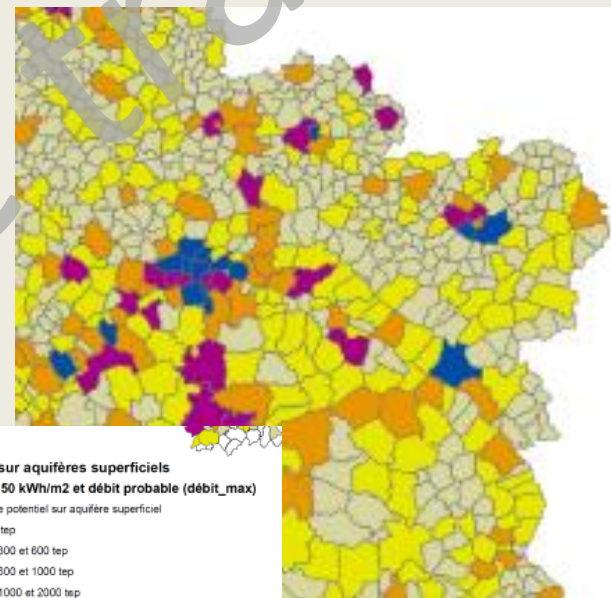 sur aquifères superficiels
50 kWh/m2 et débit probable (débit_max)
e potentiel sur aquifère superficiel
tep
300 et 600 tep
600 et 1000 tep
1000 et 2000 tep